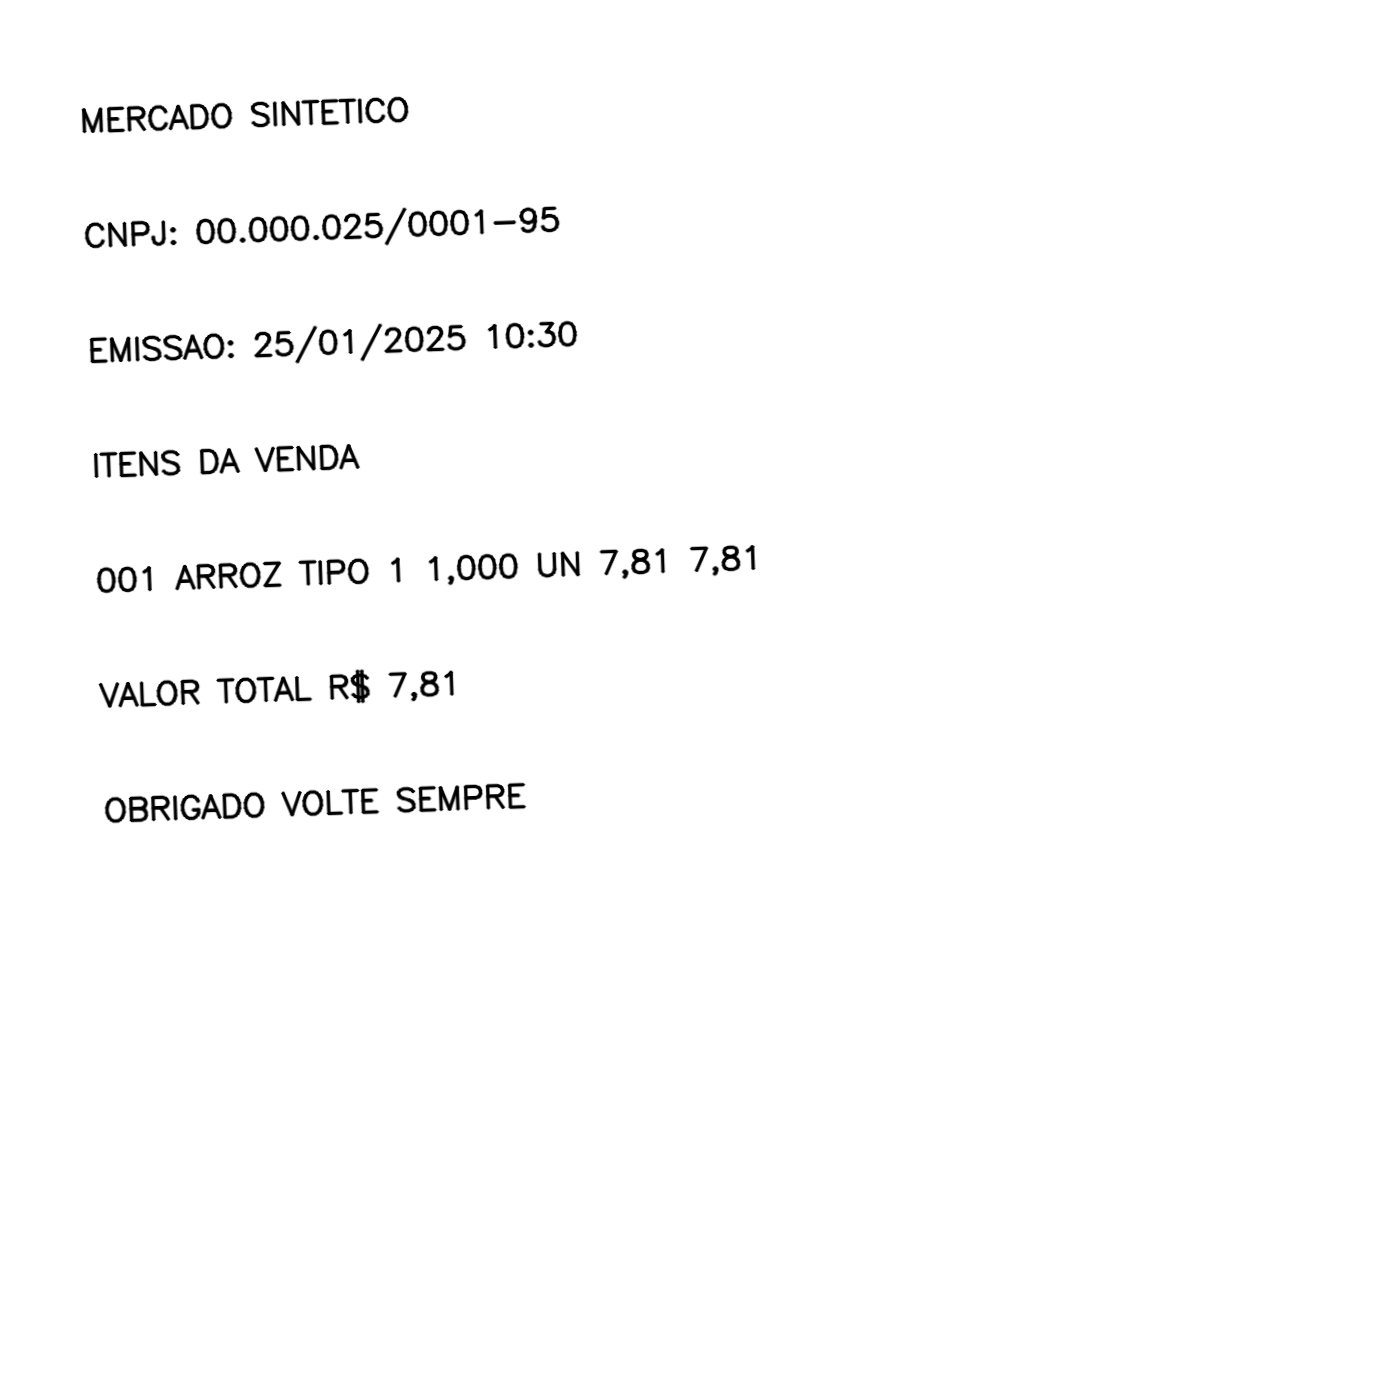 MERCADO SINTETICO
CNPJ: 00.000.025/0001-95
EMISSAO: 25/01/2025 10:30
ITENS DA VENDA
001 ARROZ TIPO 1 1,000 UN 7,81 7,81
VALOR TOTAL R$ 7,81
OBRIGADO VOLTE SEMPRE